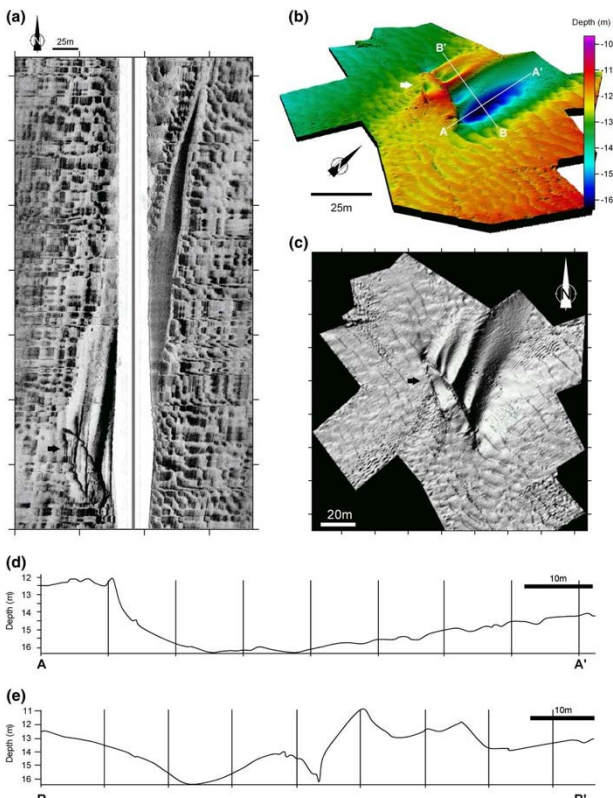 (a)
N
25m
(b)
Depth (m)
-10
-11
-12
-13
-14
-15
-16
B'
A'
A
B
N
25m
(c)
N
20m
(d)
10m
Depth (m)
12
13
14
15
16
A
A'
(e)
10m
Depth (m)
11
12
13
14
15
16
B
B'